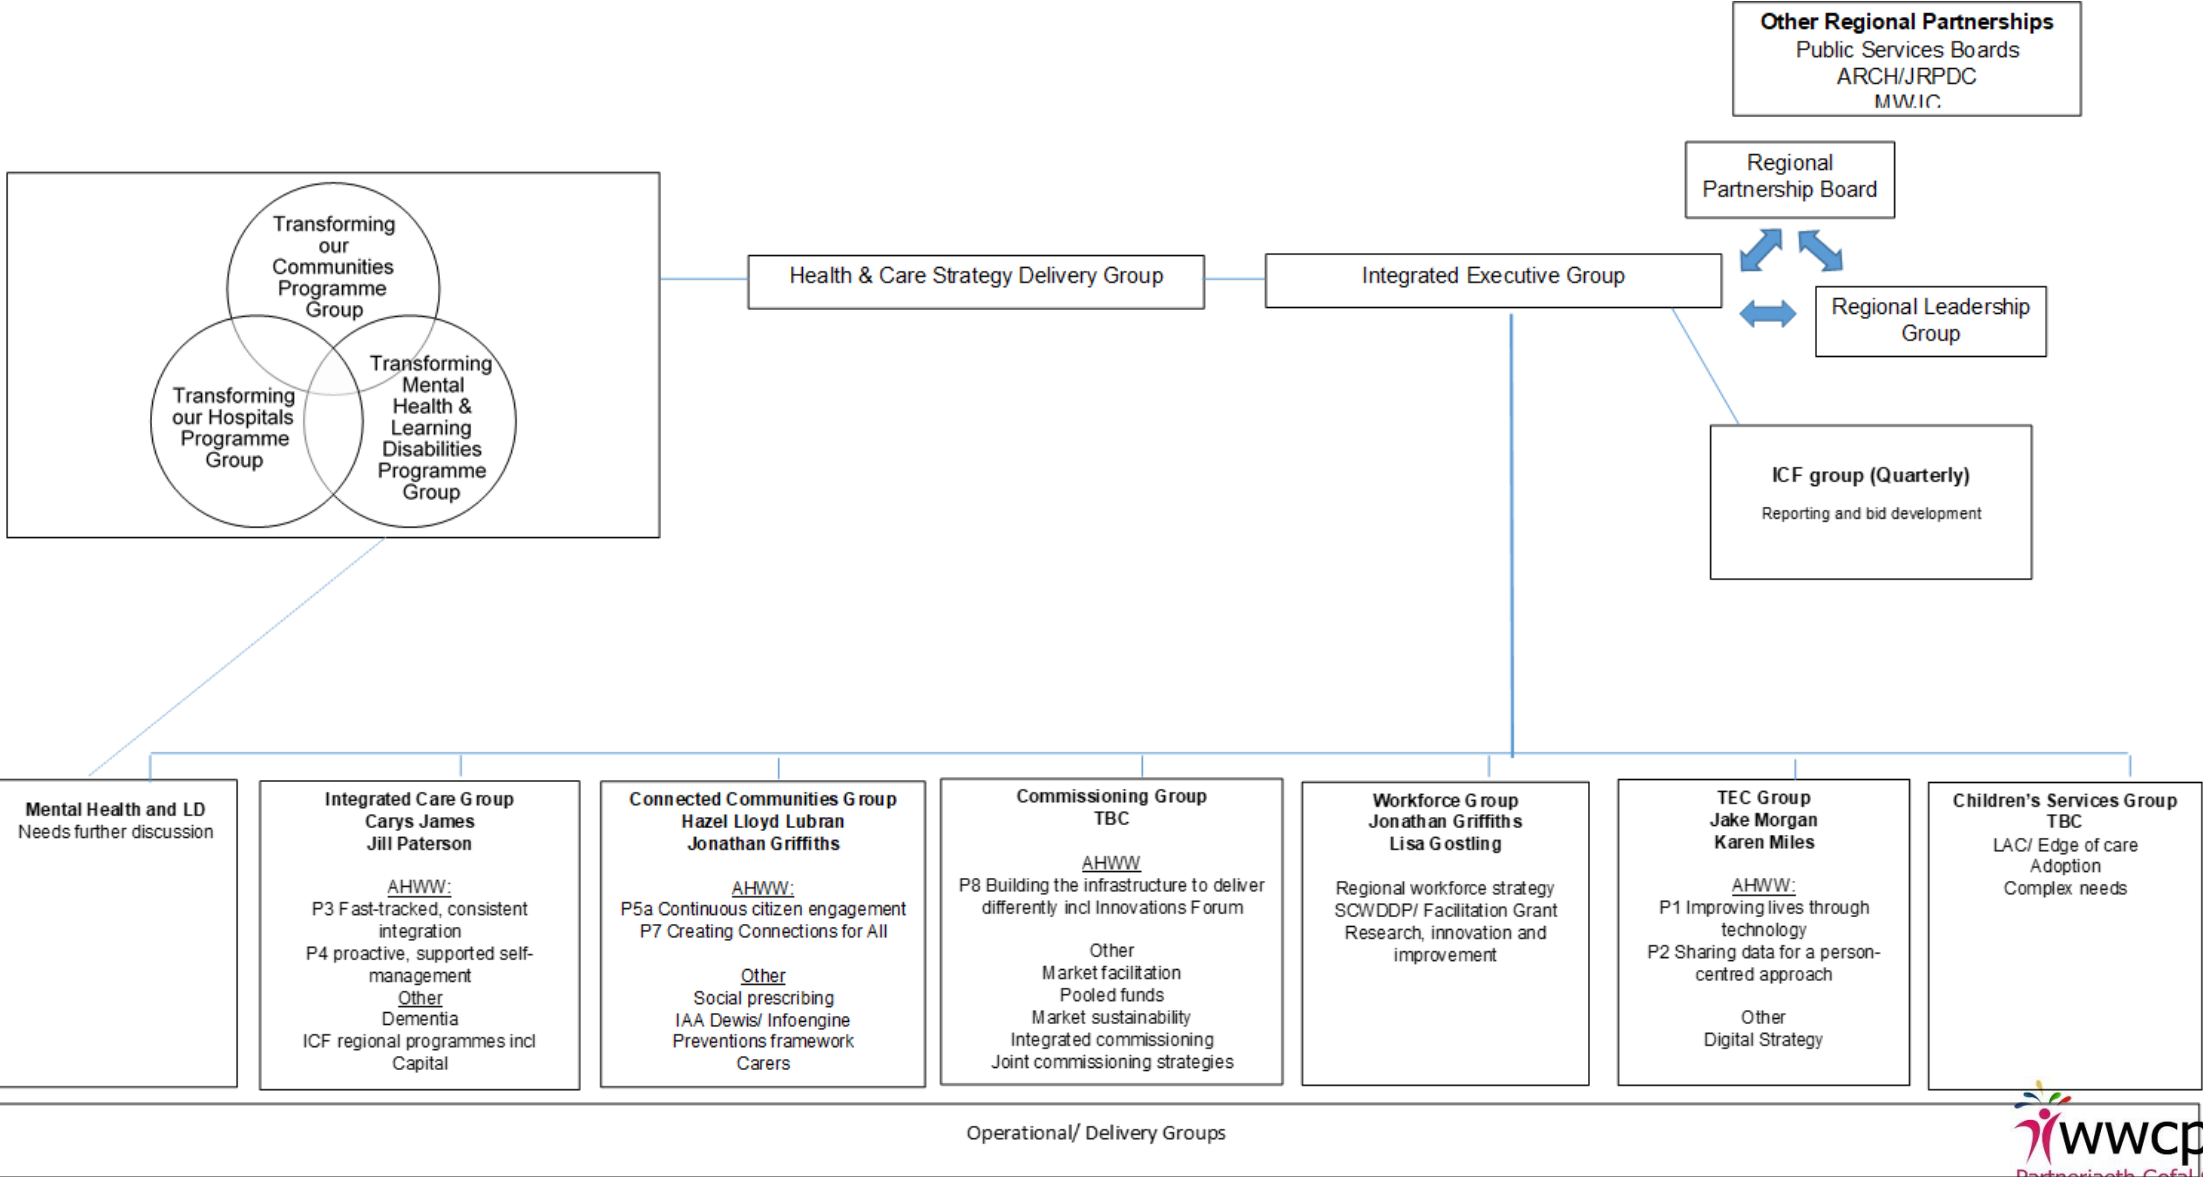 Other Regional Partnerships
Public Services Boards
ARCH/JRPDC
MWJC
Regional
Partnership Board
Transforming
our
Communities
Programme
Group
Transforming
our Hospitals
Programme
Group
Transforming
Mental
Health &
Learning
Disabilities
Programme
Group
Health & Care Strategy Delivery Group
Integrated Executive Group
Regional Leadership
Group
ICF group (Quarterly)
Reporting and bid development
Mental Health and LD
Needs further discussion
Integrated Care Group
Carys James
Jill Paterson
AHWW:
P3 Fast-tracked, consistent
integration
P4 proactive, supported self-
management
Other
Dementia
ICF regional programmes incl
Capital
Connected Communities Group
Hazel Lloyd Lubran
Jonathan Griffiths
AHWW:
P5a Continuous citizen engagement
P7 Creating Connections for All
Other
Social prescribing
IAA Dewis/ Infoengine
Preventions framework
Carers
Commissioning Group
TBC
AHWW
P8 Building the infrastructure to deliver
differently incl Innovations Forum
Other
Market facilitation
Pooled funds
Market sustainability
Integrated commissioning
Joint commissioning strategies
Workforce Group
Jonathan Griffiths
Lisa Gostling
Regional workforce strategy
SCWDDP/ Facilitation Grant
Research, innovation and
improvement
TEC Group
Jake Morgan
Karen Miles
AHWW:
P1 Improving lives through
technology
P2 Sharing data for a person-
centred approach
Other
Digital Strategy
Children's Services Group
TBC
LAC/ Edge of care
Adoption
Complex needs
Operational/ Delivery Groups
wwcp
Partneriaeth Gofal